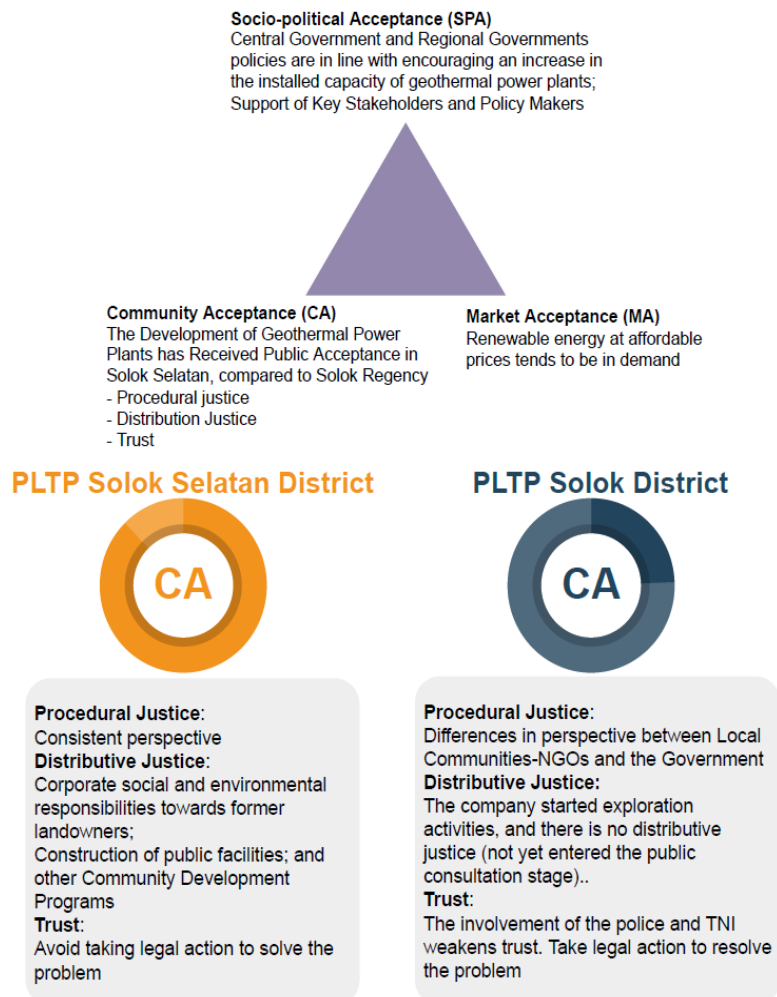 Socio-political Acceptance (SPA)
Central Government and Regional Governments
policies are in line with encouraging an increase in
the installed capacity of geothermal power plants;
Support of Key Stakeholders and Policy Makers
Community Acceptance (CA)
The Development of Geothermal Power
Plants has Received Public Acceptance in
Solok Selatan, compared to Solok Regency
- Procedural justice
- Distribution Justice
- Trust
Market Acceptance (MA)
Renewable energy at affordable
prices tends to be in demand
PLTP Solok Selatan District
CA
Procedural Justice:
Consistent perspective
Distributive Justice:
Corporate social and environmental
responsibilities towards former
landowners;
Construction of public facilities; and
other Community Development
Programs
Trust:
Avoid taking legal action to solve the
problem
PLTP Solok District
CA
Procedural Justice:
Differences in perspective between Local
Communities-NGOs and the Government
Distributive Justice:
The company started exploration
activities, and there is no distributive
justice (not yet entered the public
consultation stage)..
Trust:
The involvement of the police and TNI
weakens trust. Take legal action to resolve
the problem